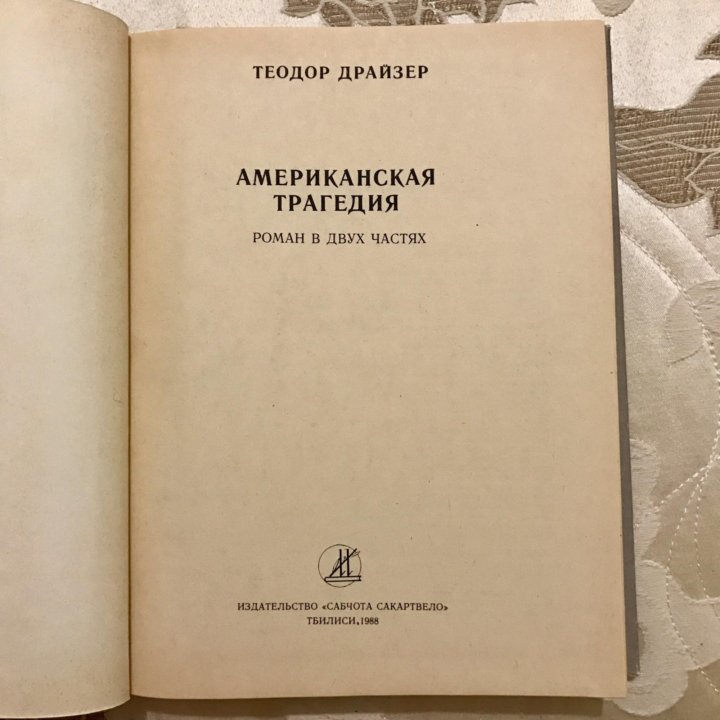 ТЕОДОР ДРАЙЗЕР
АМЕРИКАНСКАЯ
ТРАГЕДИЯ
РОМАН В ДВУХ ЧАСТЯХ
ИЗДАТЕЛЬСТВО «САБЧОТА САКАРТВЕЛО»
ТБИЛИСИ, 1988